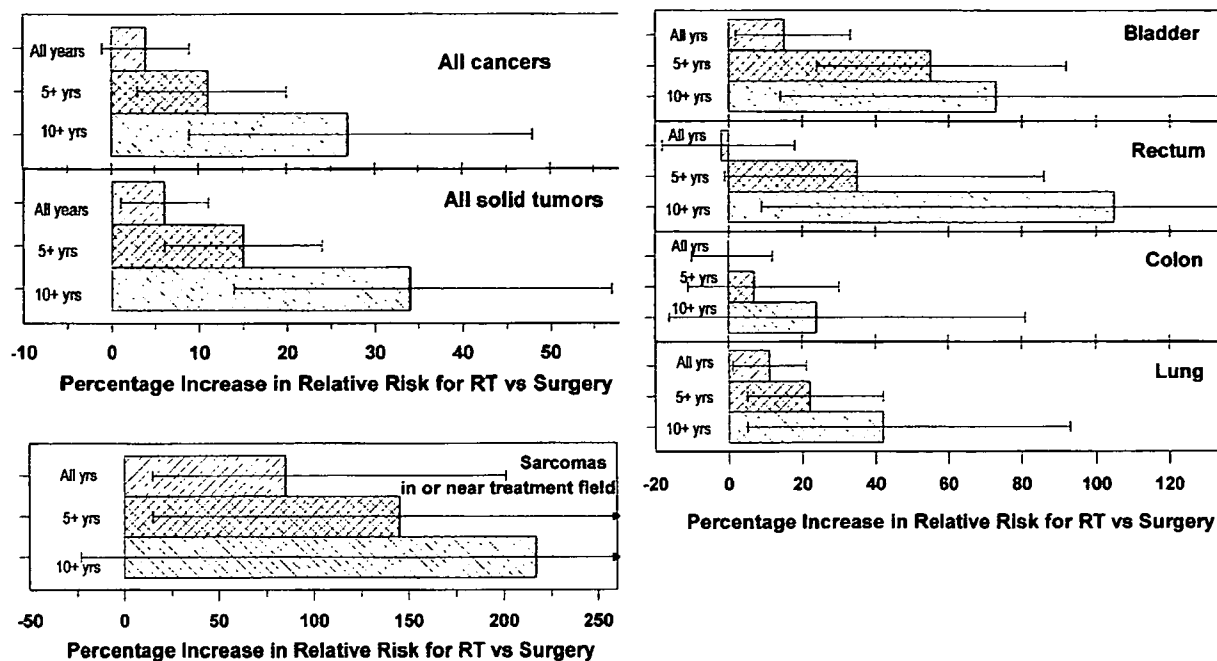 All years
All cancers
5+ yrs
10+ yrs
All years
All solid tumors
5+ yrs
10+ yrs
-10 0 10 20 30 40 50
Percentage Increase in Relative Risk for RT vs Surgery
All yrs
Sarcomas
in or near treatment field
5+ yrs
10+ yrs
-50 0 50 100 150 200 250
Percentage Increase in Relative Risk for RT vs Surgery
All yrs
Bladder
5+ yrs
10+ yrs
All yrs
Rectum
5+ yrs
10+ yrs
All yrs
Colon
5+ yrs
10+ yrs
All yrs
Lung
5+ yrs
10+ yrs
-20 0 20 40 60 80 100 120
Percentage Increase in Relative Risk for RT vs Surgery